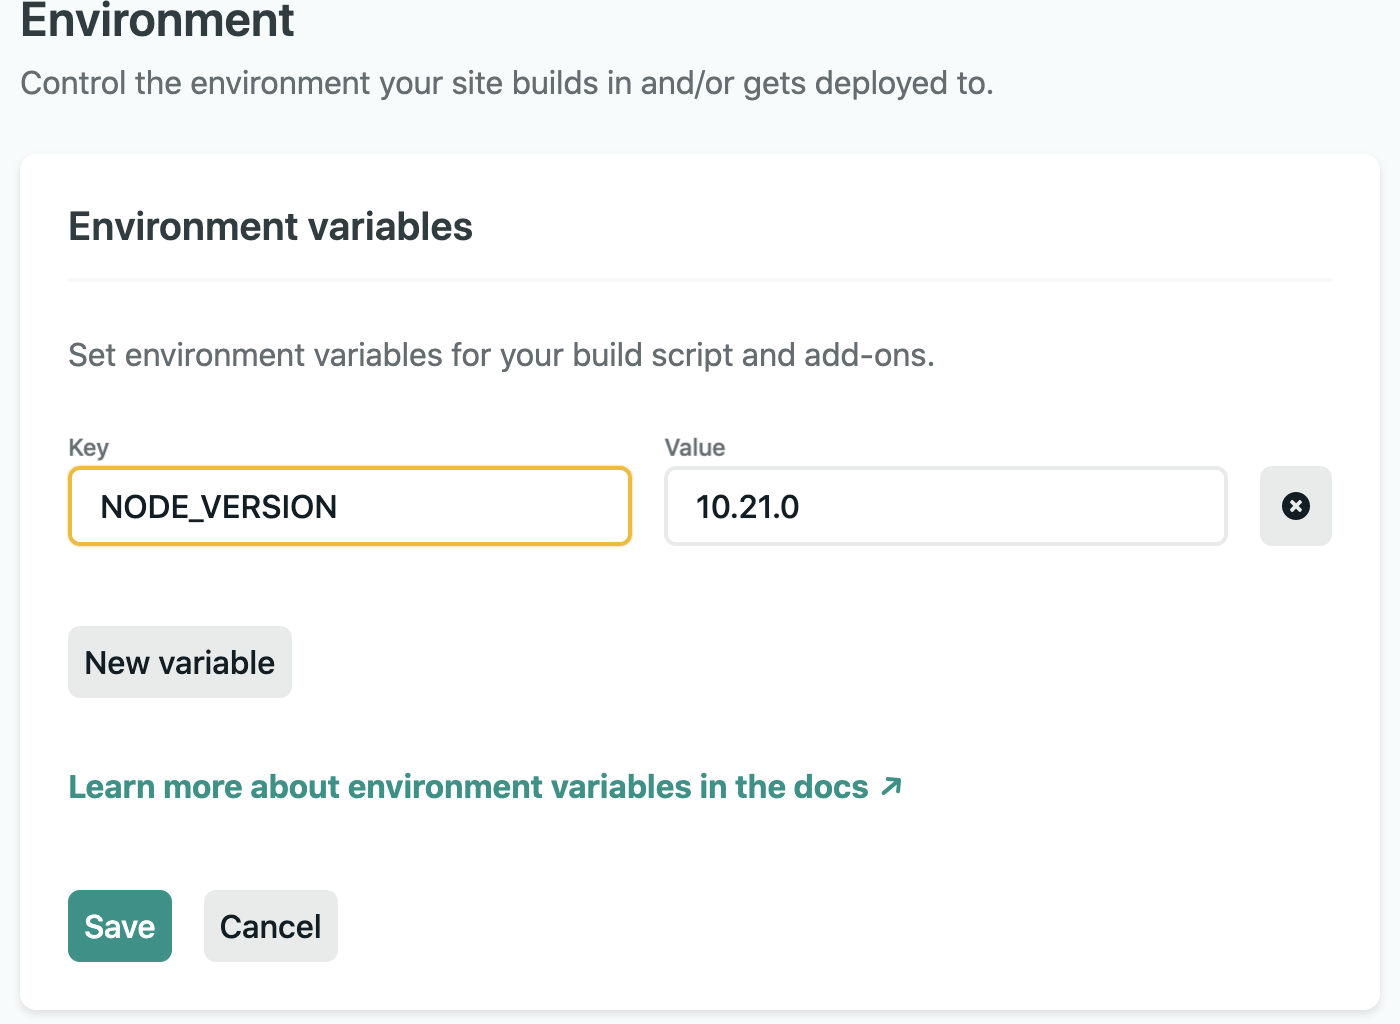 Environment
Control the environment your site builds in and/or gets deployed to.
Environment variables
Set environment variables for your build script and add-ons.
Key Value
NODE_VERSION 10.21.0
New variable
Learn more about environment variables in the docs ↗
Save Cancel